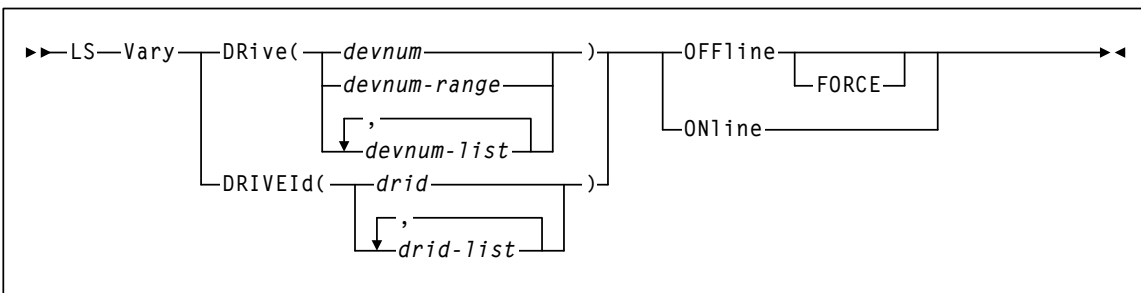 LS Vary DRive( devnum ) OFFline
devnum-range FORCE
, ONline
devnum-list
DRIVEId( drid )
,
drid-list